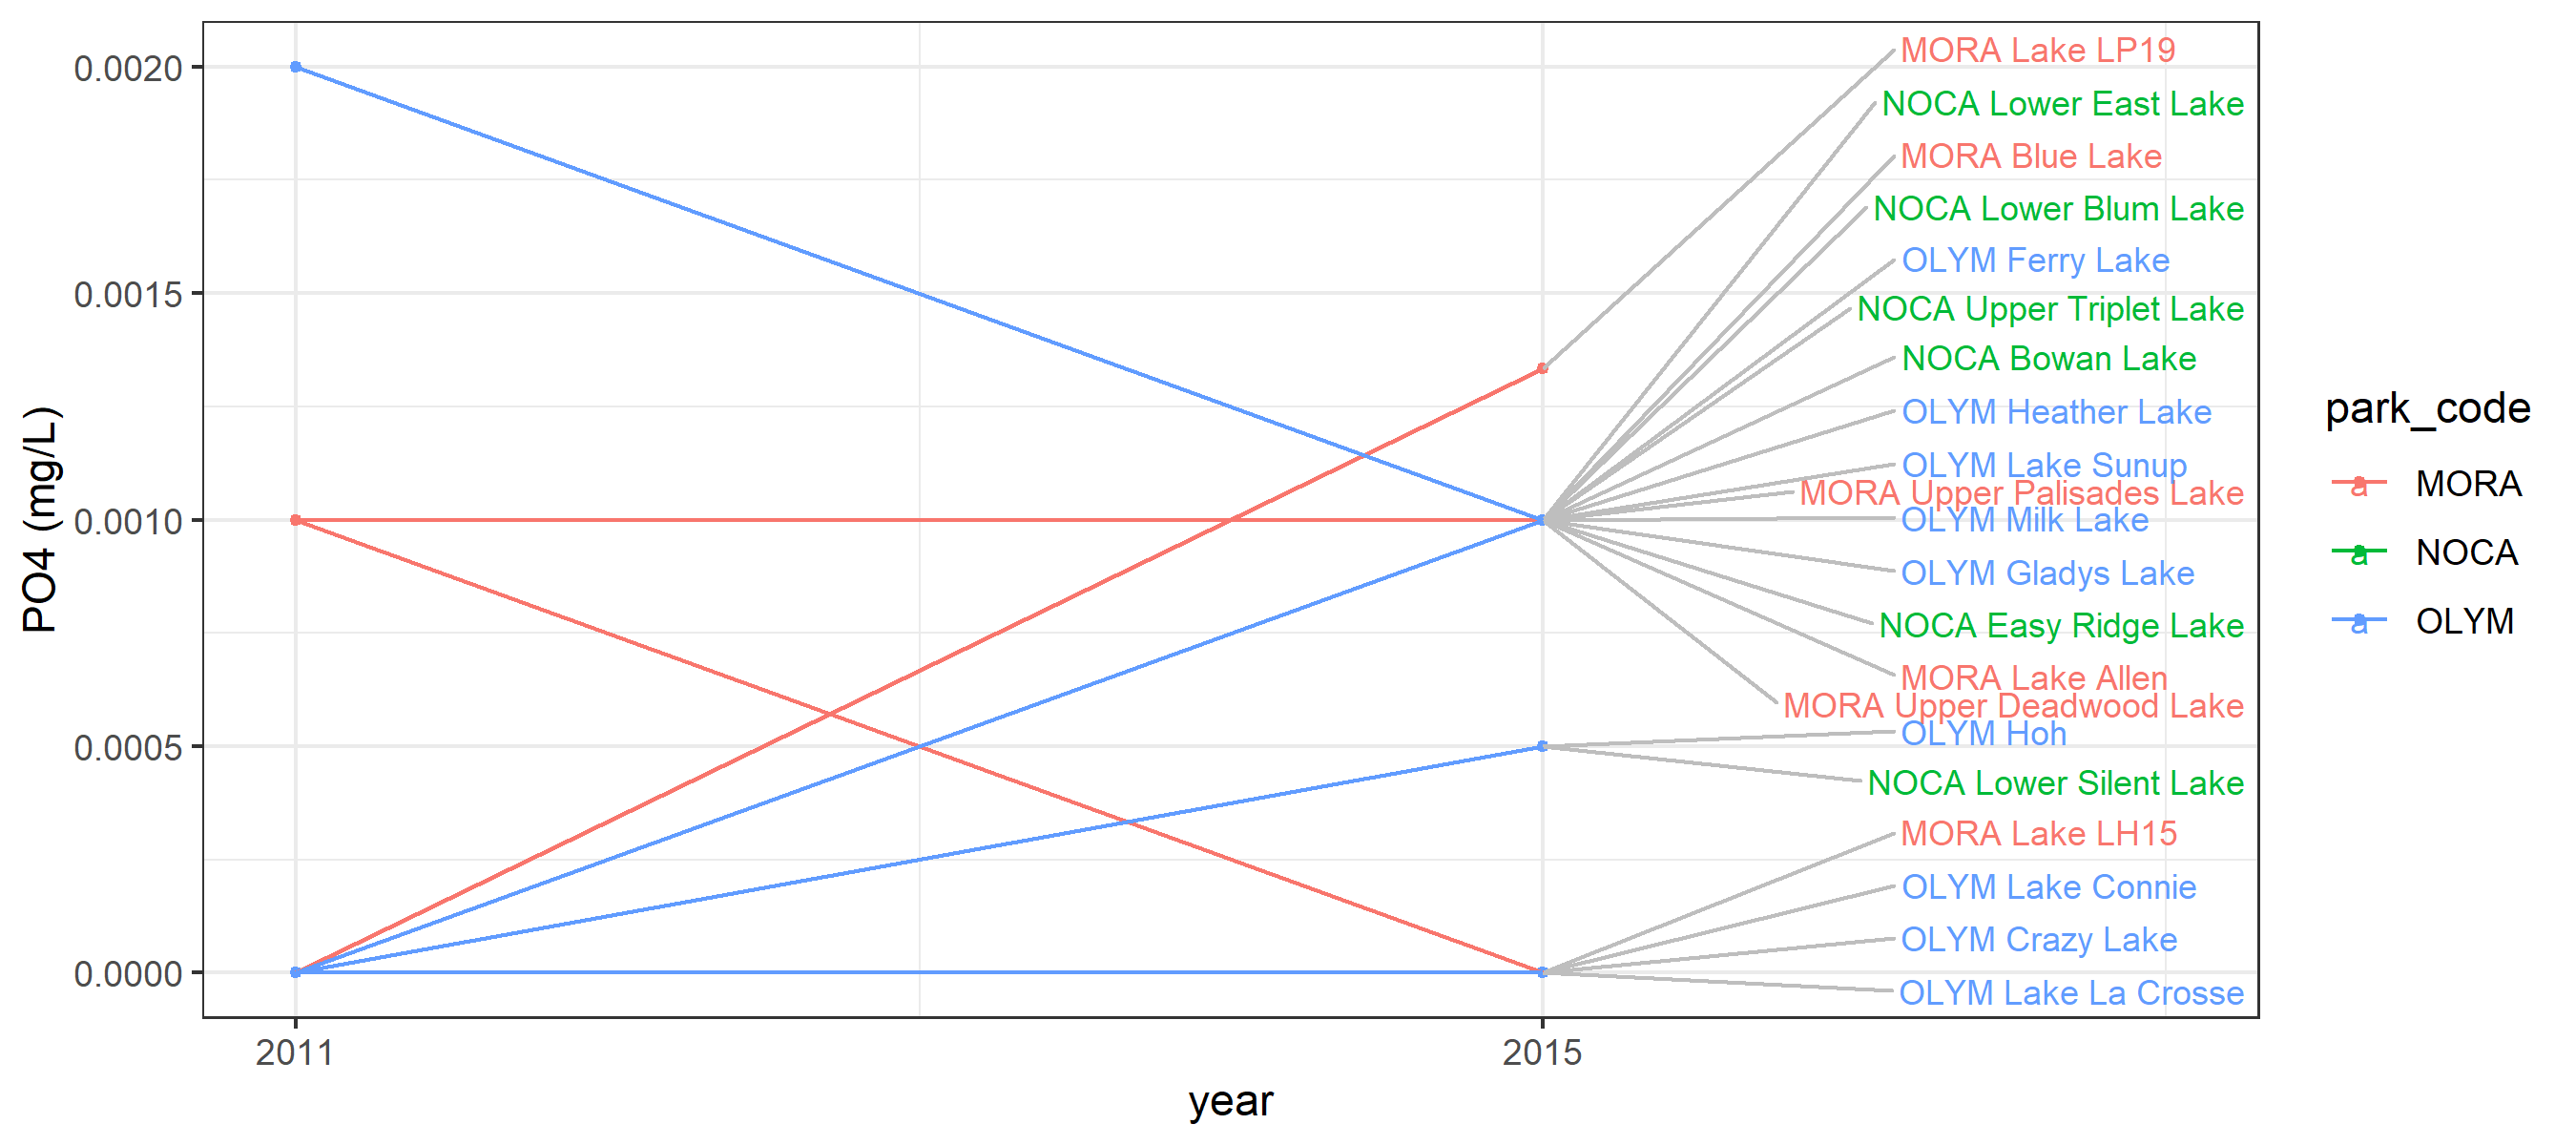 0.0020
0.0015
0.0010
0.0005
0.0000
PO4 (mg/L)
2011
2015
year
MORA Lake LP19
NOCA Lower East Lake
MORA Blue Lake
NOCA Lower Blum Lake
OLYM Ferry Lake
NOCA Upper Triplet Lake
NOCA Bowan Lake
OLYM Heather Lake
OLYM Lake Sunup
MORA Upper Palisades Lake
OLYM Milk Lake
OLYM Gladys Lake
NOCA Easy Ridge Lake
MORA Lake Allen
MORA Upper Deadwood Lake
OLYM Hoh
NOCA Lower Silent Lake
MORA Lake LH15
OLYM Lake Connie
OLYM Crazy Lake
OLYM Lake La Crosse
park_code
a MORA
a NOCA
a OLYM